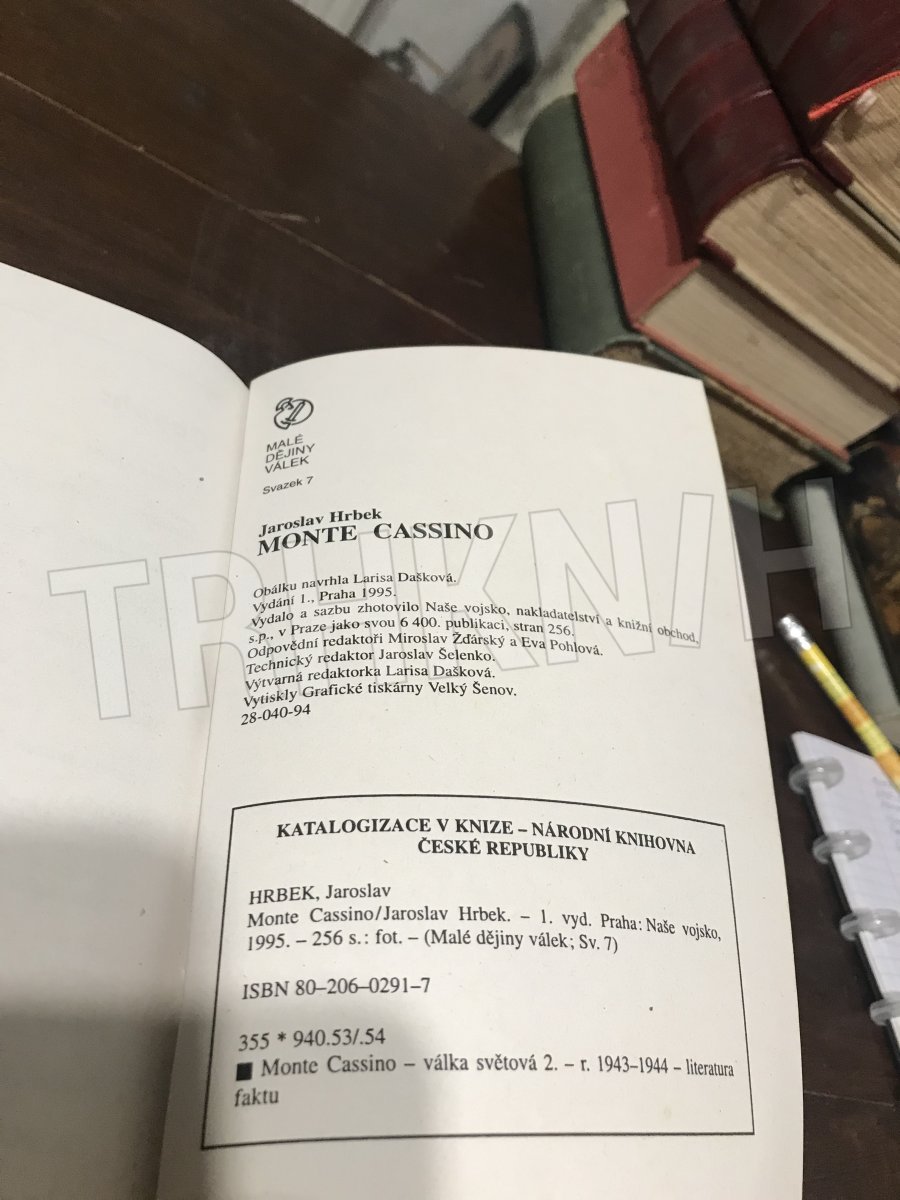 MALÉ
DĚJINY
VÁLEK
Svazek 7
Jaroslav Hrbek
MONTE CASSINO
Obálku navrhla Larisa Dašková.
Vydání 1., Praha 1995.
Vydalo a sazbu zhotovilo Naše vojsko, nakladatelství a knižní obchod,
s.p., v Praze jako svou 6 400. publikaci, stran 256.
Odpovědní redaktoři Miroslav Žďárský a Eva Pohlová.
Technický redaktor Jaroslav Šelenko.
Výtvarná redaktorka Larisa Dašková.
Vytiskly Grafické tiskárny Velký Šenov.
28-040-94
KATALOGIZACE V KNIZE – NÁRODNÍ KNIHOVNA
ČESKÉ REPUBLIKY
HRBEK, Jaroslav
Monte Cassino/Jaroslav Hrbek. – 1. vyd. Praha: Naše vojsko,
1995. – 256 s.: fot. – (Malé dějiny válek; Sv. 7)
ISBN 80–206–0291–7
355 * 940.53/.54
■ Monte Cassino – válka světová 2. – r. 1943–1944 – literatura
faktu